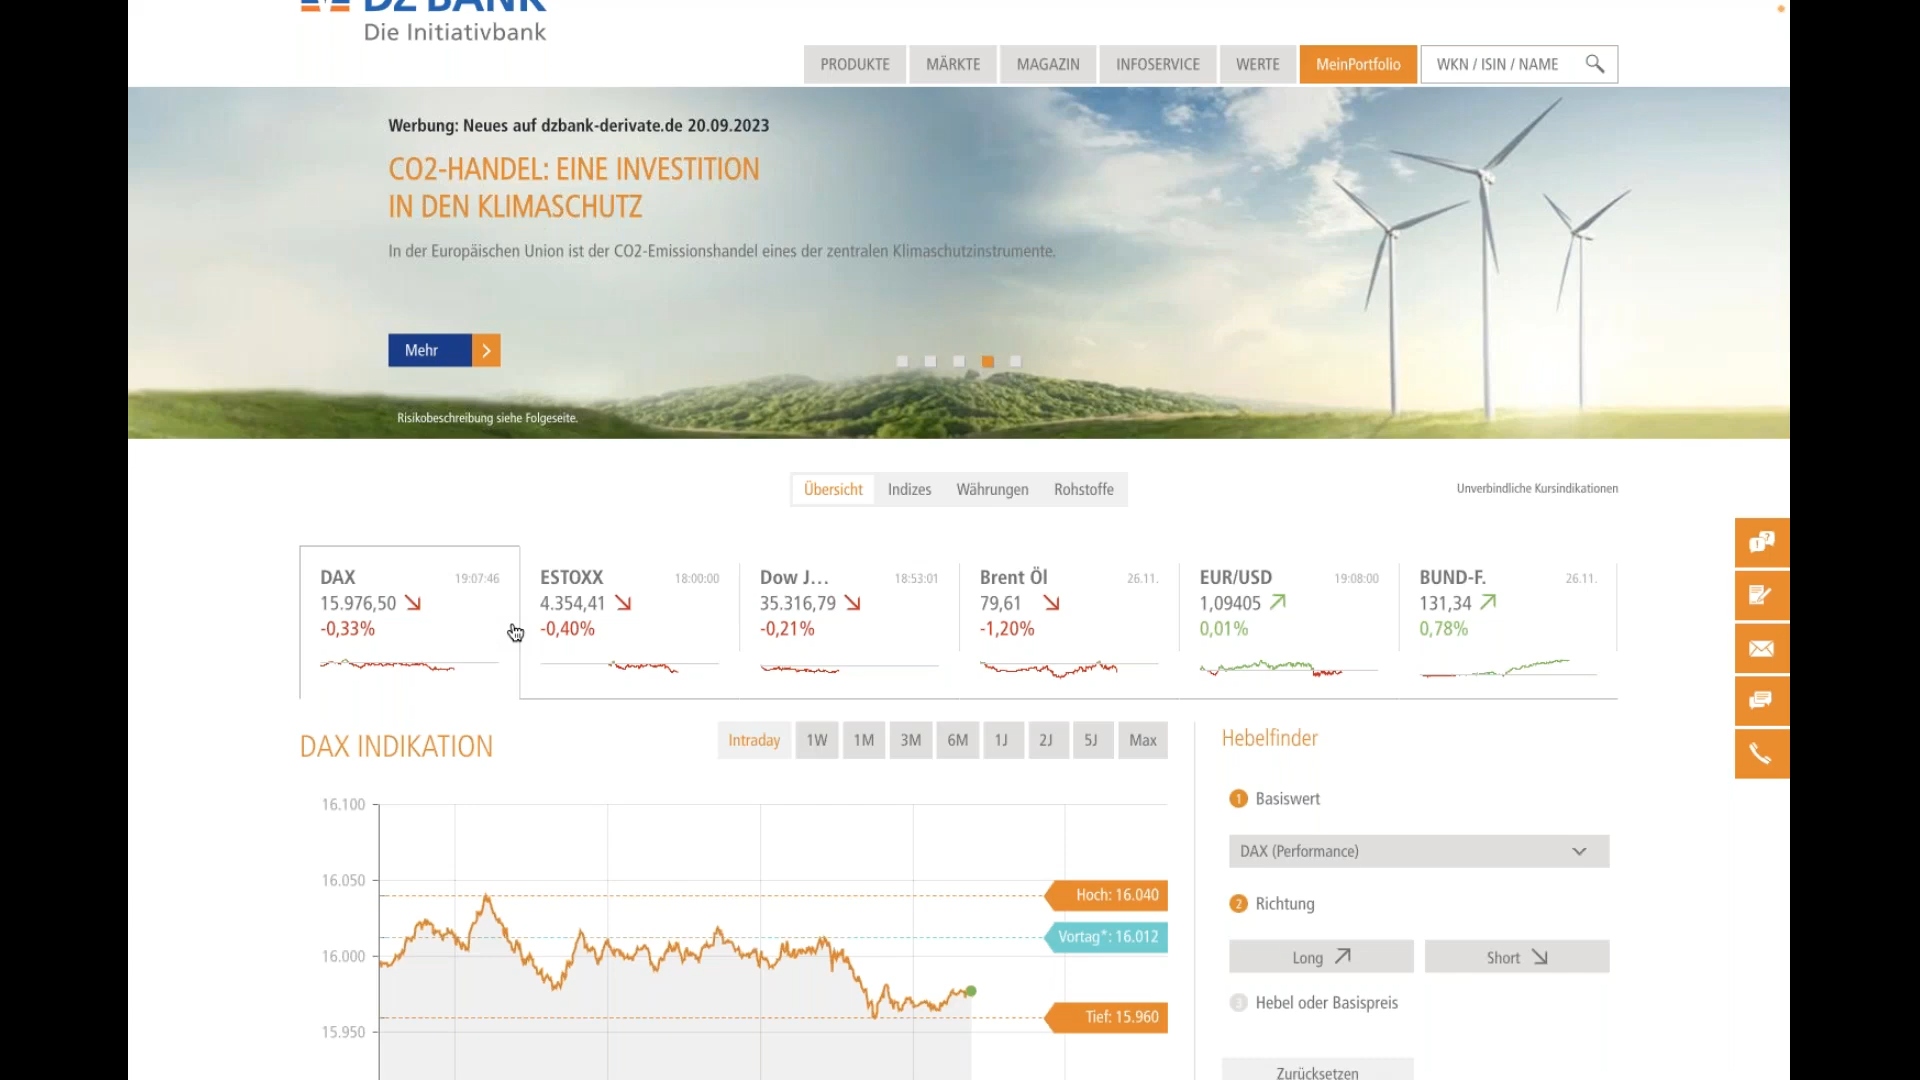 DZ BANK
Die Initiativbank
PRODUKTE MÄRKTE MAGAZIN INFOSERVICE WERTE MeinPortfolio WKN / ISIN / NAME
Werbung: Neues auf dzbank-derivate.de 20.09.2023
CO2-HANDEL: EINE INVESTITION
IN DEN KLIMASCHUTZ
In der Europäischen Union ist der CO2-Emissionshandel eines der zentralen Klimaschutzinstrumente.
Mehr
Risikobeschreibung siehe Folgeseite.
Übersicht Indizes Währungen Rohstoffe
Unverbindliche Kursindikationen
DAX 19:07:46
15.976,50
-0,33%
ESTOXX 18:00:00
4.354,41
-0,40%
Dow J... 18:53:01
35.316,79
-0,21%
Brent Öl 26.11.
79,61
-1,20%
EUR/USD 19:08:00
1,09405
0,01%
BUND-F. 26.11.
131,34
0,78%
DAX INDIKATION
Intraday 1W 1M 3M 6M 1J 2J 5J Max
16.100
16.050
16.000
15.950
Hoch: 16.040
Vortag*: 16.012
Tief: 15.960
Hebelfinder
1 Basiswert
DAX (Performance)
2 Richtung
Long
Short
3 Hebel oder Basispreis
Zurücksetzen